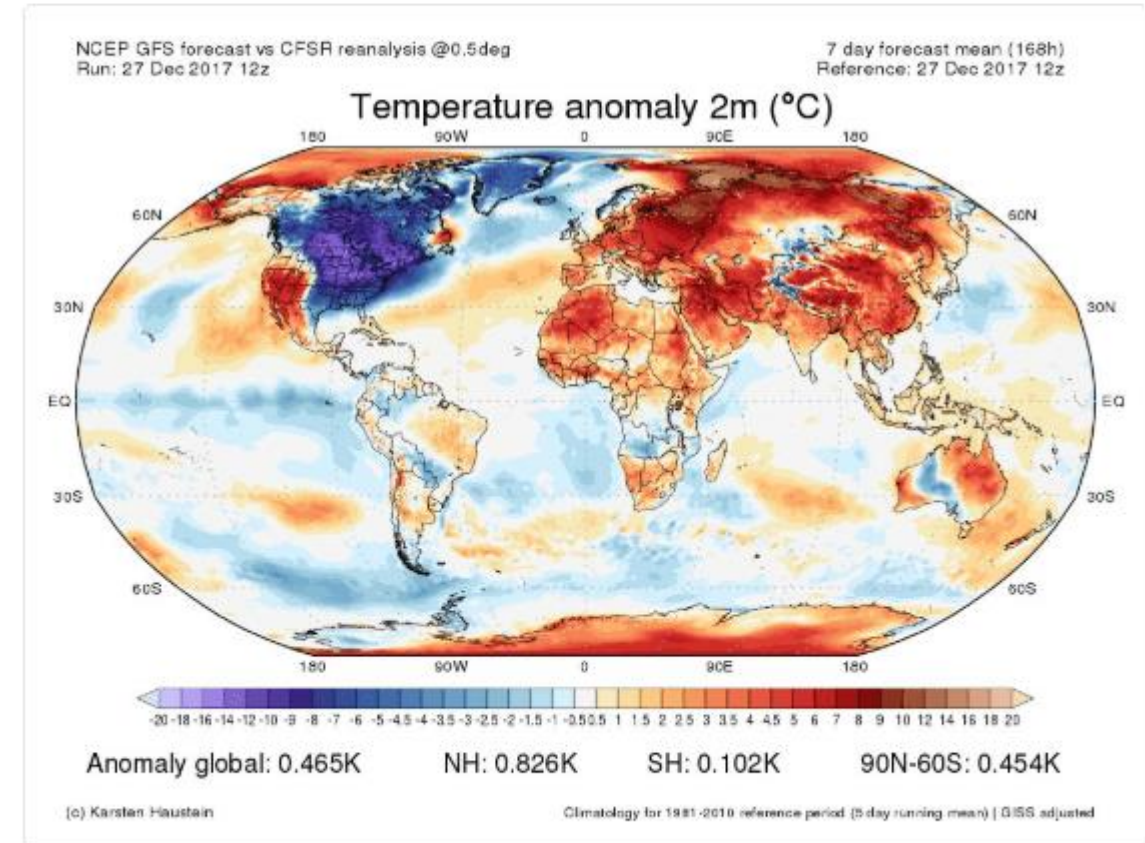 NCEP GFS forecast vs CFSR reanalysis @0.5deg
Run: 27 Dec 2017 12z
7 day forecast mean (168h)
Reference: 27 Dec 2017 12z
Temperature anomaly 2m (°C)
180 90W 0 90E 180
60N 60N
30N 30N
EQ EQ
30S 30S
60S 60S
180 90W 0 90E 180
-20 -18 -16 -14 -12 -10 -9 -8 -7 -6 -5 -4.5 -4 -3.5 -3 -2.5 -2 -1.5 -1 -0.5 0.5 1 1.5 2 2.5 3 3.5 4 4.5 5 6 7 8 9 10 12 14 16 18 20
Anomaly global: 0.465K NH: 0.826K SH: 0.102K 90N-60S: 0.454K
(c) Karsten Haustein
Climatology for 1981-2010 reference period (5 day running mean) | GISS adjusted